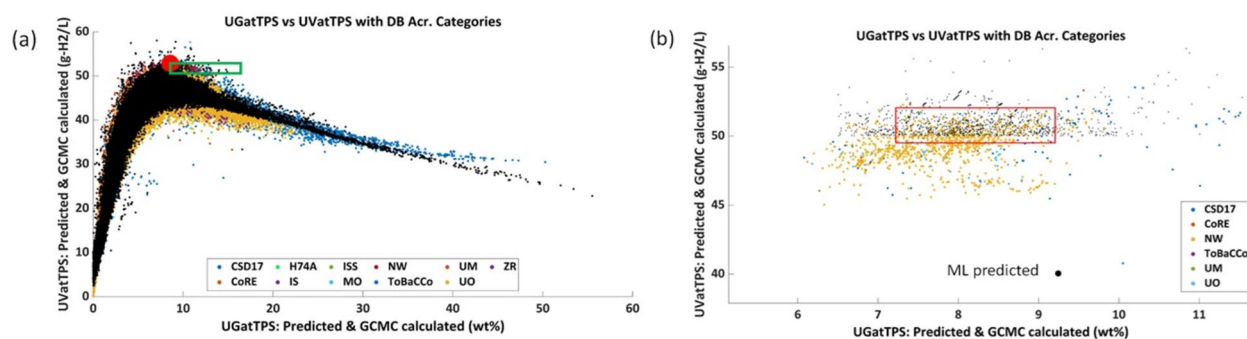 (a)
UGatTPS vs UVatTPS with DB Acr. Categories
UVatTPS: Predicted & GCMC calculated (g-H2/L)
60
50
40
30
20
10
0
CSD17 H74A ISS NW UM ZR
CoRE IS MO ToBaCCo UO
0 10 20 30 40 50 60
UGatTPS: Predicted & GCMC calculated (wt%)
(b)
UGatTPS vs UVatTPS with DB Acr. Categories
UVatTPS: Predicted & GCMC calculated (g-H2/L)
55
50
45
40
ML predicted
CSD17
CoRE
NW
ToBaCCo
UM
UO
6 7 8 9 10 11
UGatTPS: Predicted & GCMC calculated (wt%)